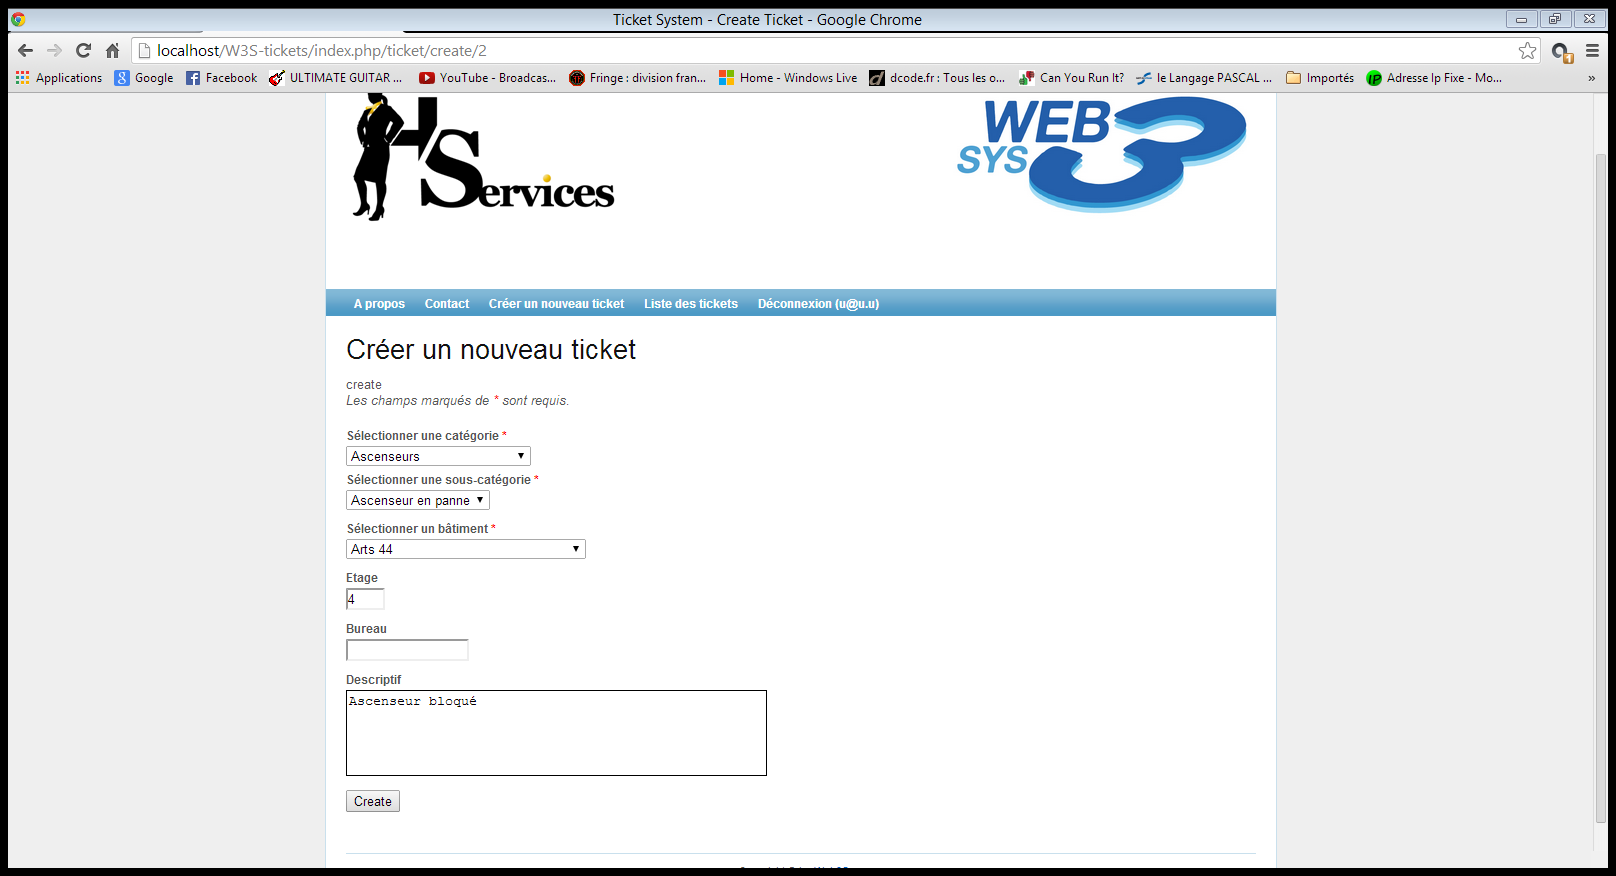 Ticket System - Create Ticket - Google Chrome
localhost/W3S-tickets/index.php/ticket/create/2
Applications Google Facebook ULTIMATE GUITAR ... YouTube - Broadcas... Fringe : division fran... Home - Windows Live dcode.fr : Tous les o... Can You Run It? le Langage PASCAL ... Importés Adresse Ip Fixe - Mo... »
HServices
WEB
SYS 3
A propos Contact Créer un nouveau ticket Liste des tickets Déconnexion (u@u.u)
Créer un nouveau ticket
create
Les champs marqués de * sont requis.
Sélectionner une catégorie *
Ascenseurs
Sélectionner une sous-catégorie *
Ascenseur en panne
Sélectionner un bâtiment *
Arts 44
Etage
4
Bureau
Descriptif
Ascenseur bloqué
Create